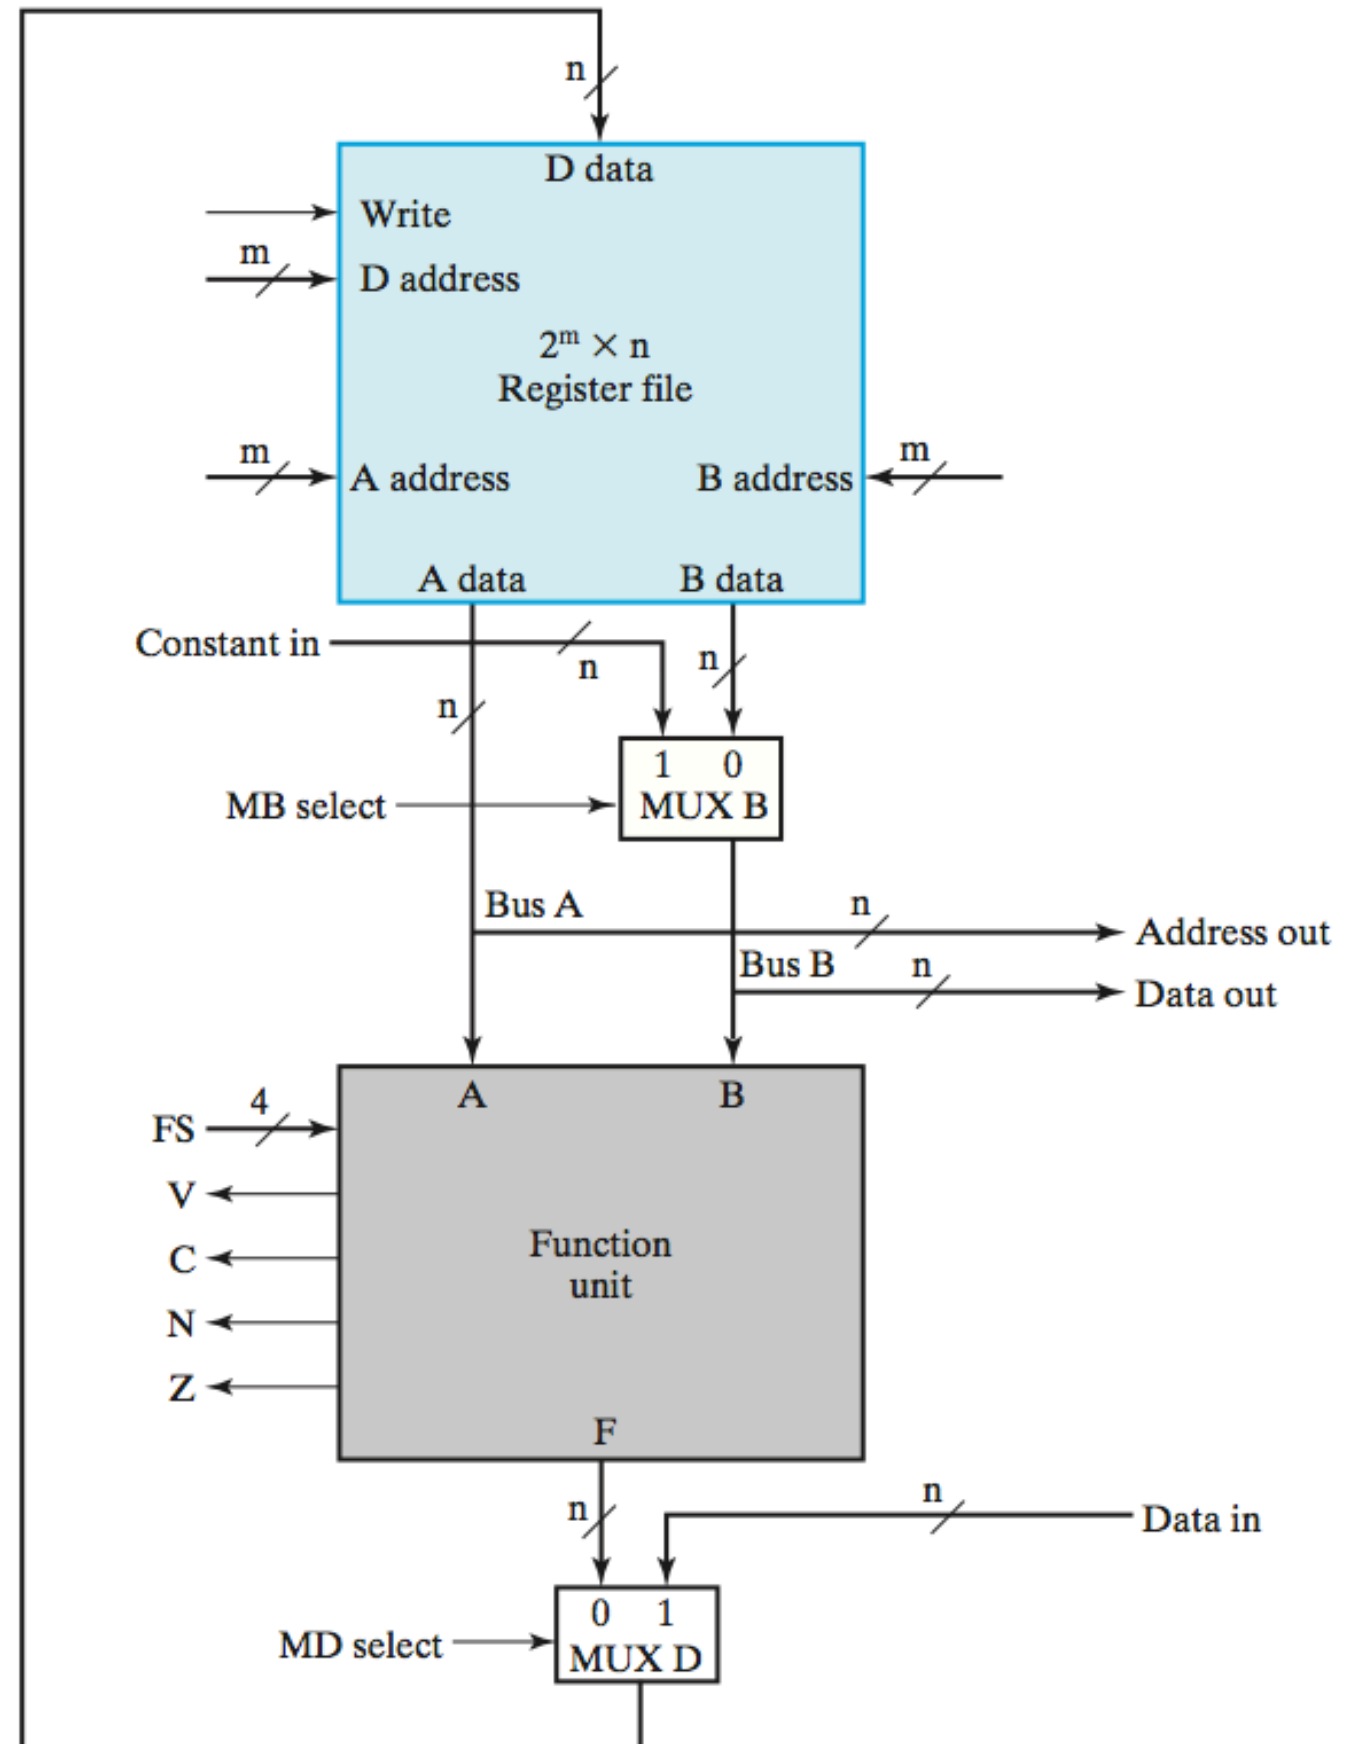 n
D data
Write
m
D address
2ᵐ × n
Register file
m
A address
B address
m
A data
B data
Constant in
n
n
n
1 0
MB select
MUX B
Bus A
n
Address out
Bus B
n
Data out
A
B
4
FS
V
Function
C
unit
N
Z
F
n
n
Data in
0 1
MD select
MUX D